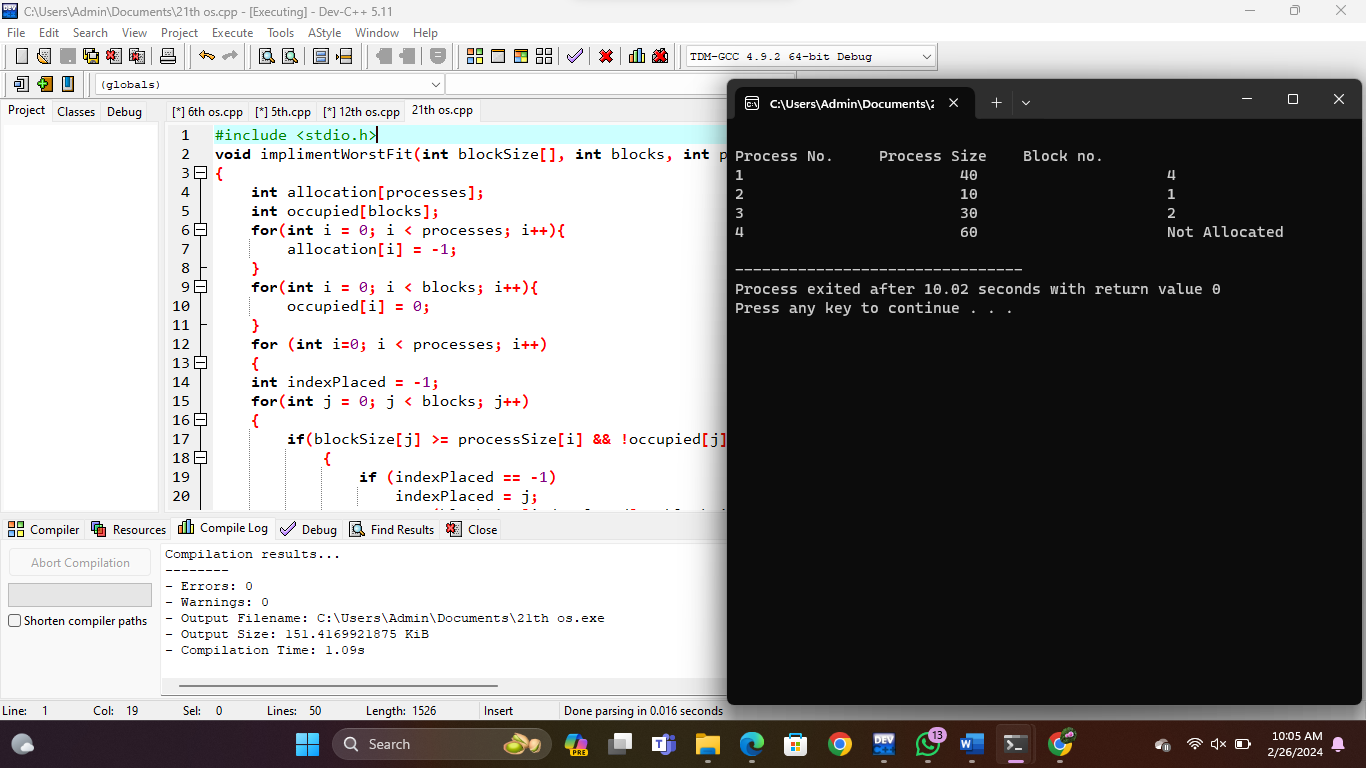 C:\Users\Admin\Documents\21th os.cpp - [Executing] - Dev-C++ 5.11
File Edit Search View Project Execute Tools AStyle Window Help
TDM-GCC 4.9.2 64-bit Debug
(globals)
Project Classes Debug
[*] 6th os.cpp [*] 5th.cpp [*] 12th os.cpp 21th os.cpp
1 #include <stdio.h>
2 void implimentWorstFit(int blockSize[], int blocks, int p
3 {
4 int allocation[processes];
5 int occupied[blocks];
6 for(int i = 0; i < processes; i++){
7 allocation[i] = -1;
8 }
9 for(int i = 0; i < blocks; i++){
10 occupied[i] = 0;
11 }
12 for (int i=0; i < processes; i++)
13 {
14 int indexPlaced = -1;
15 for(int j = 0; j < blocks; j++)
16 {
17 if(blockSize[j] >= processSize[i] && !occupied[j]
18 {
19 if (indexPlaced == -1)
20 indexPlaced = j;
C:\Users\Admin\Documents\2
Process No. Process Size Block no.
1 40 4
2 10 1
3 30 2
4 60 Not Allocated
--------------------------------
Process exited after 10.02 seconds with return value 0
Press any key to continue . . .
Compiler Resources Compile Log Debug Find Results Close
Abort Compilation
Shorten compiler paths
Compilation results...
--------
- Errors: 0
- Warnings: 0
- Output Filename: C:\Users\Admin\Documents\21th os.exe
- Output Size: 151.4169921875 KiB
- Compilation Time: 1.09s
Line: 1 Col: 19 Sel: 0 Lines: 50 Length: 1526 Insert Done parsing in 0.016 seconds
Search
PRE
DEV
13
10:05 AM
2/26/2024